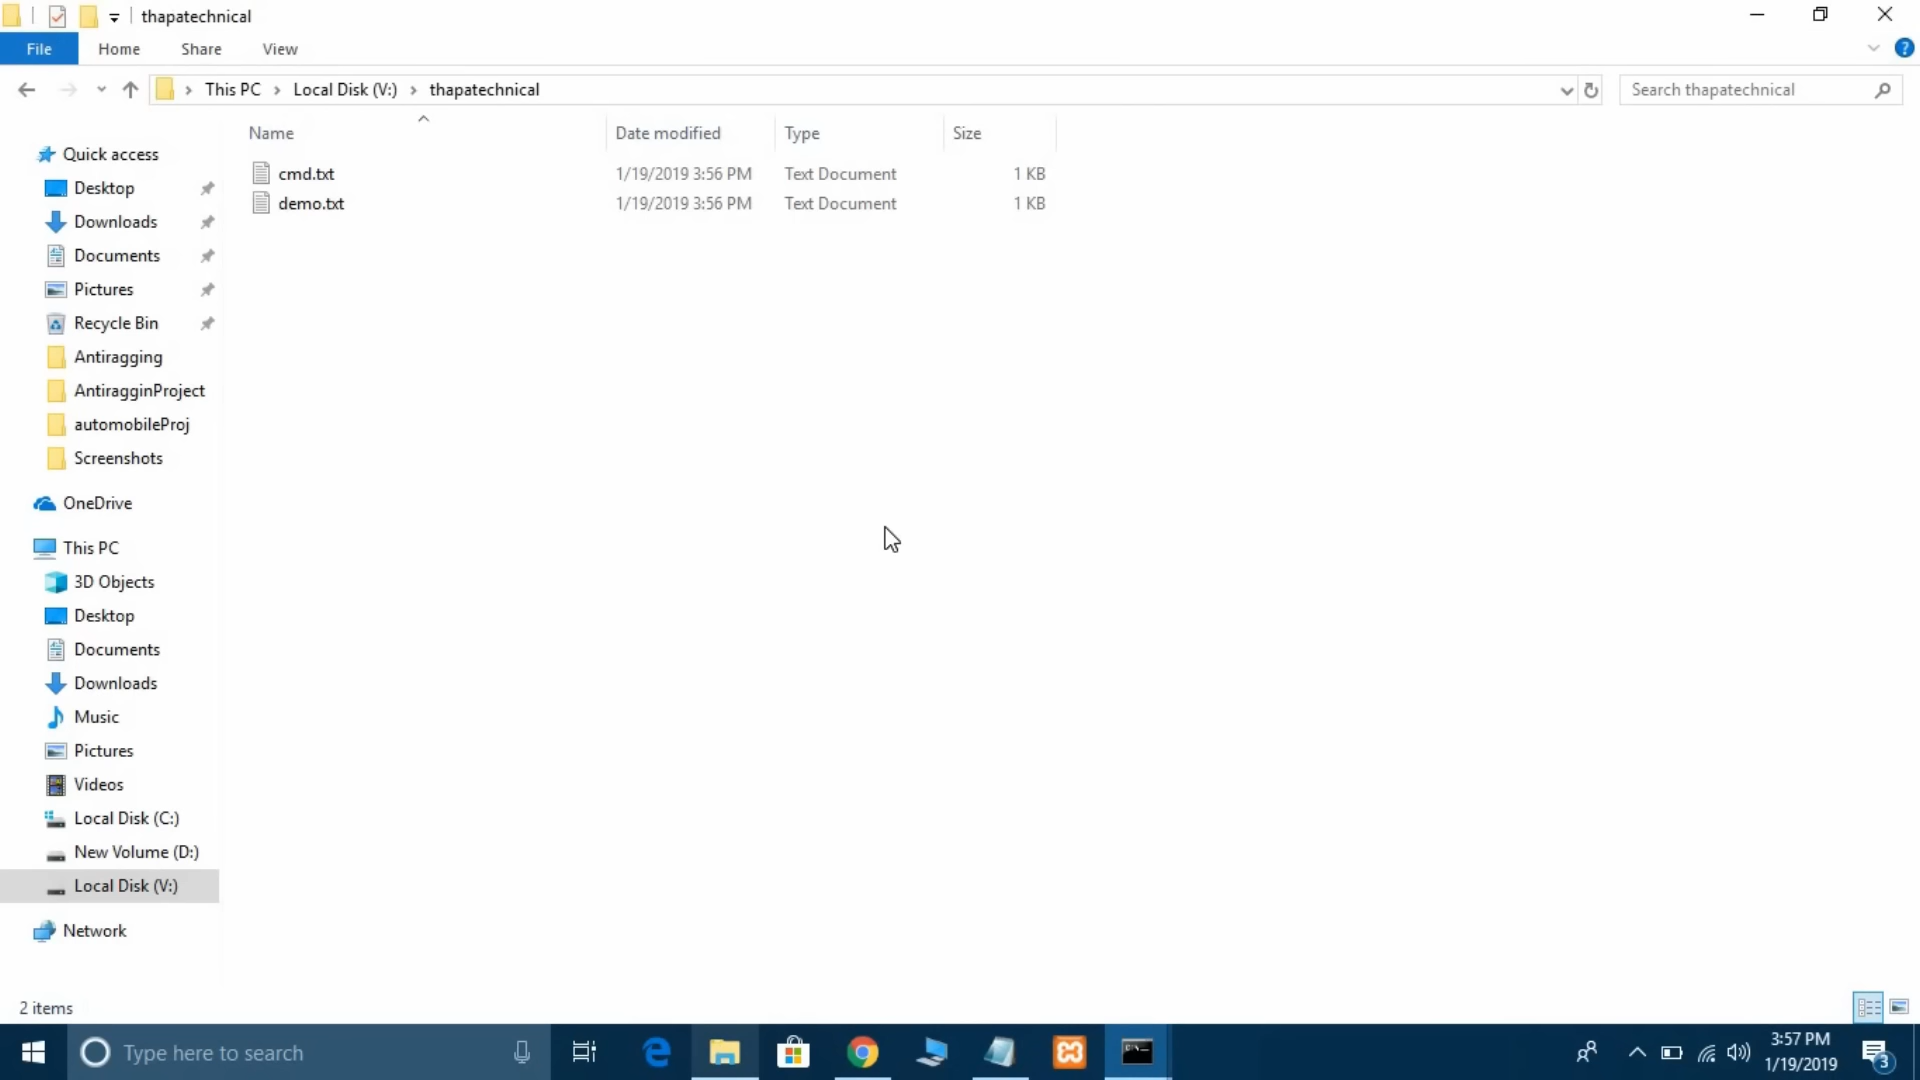 thapatechnical
File Home Share View
This PC Local Disk (V:) thapatechnical
Search thapatechnical
Name Date modified Type Size
cmd.txt 1/19/2019 3:56 PM Text Document 1 KB
demo.txt 1/19/2019 3:56 PM Text Document 1 KB
Quick access
Desktop
Downloads
Documents
Pictures
Recycle Bin
Antiragging
AntiragginProject
automobileProj
Screenshots
OneDrive
This PC
3D Objects
Desktop
Documents
Downloads
Music
Pictures
Videos
Local Disk (C:)
New Volume (D:)
Local Disk (V:)
Network
2 items
Type here to search
3:57 PM
1/19/2019
3